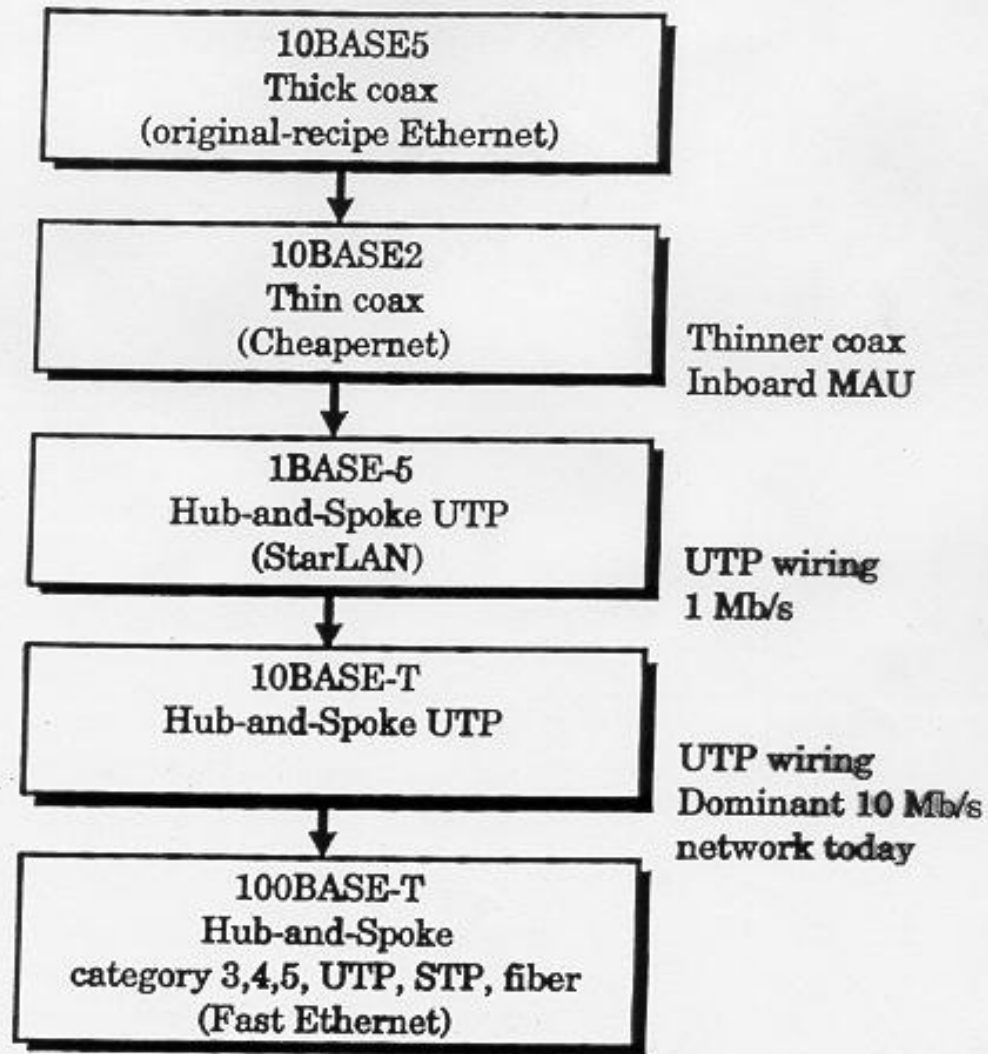 10BASE5
Thick coax
(original-recipe Ethernet)
10BASE2
Thin coax
(Cheapernet)
Thinner coax
Inboard MAU
1BASE-5
Hub-and-Spoke UTP
(StarLAN)
UTP wiring
1 Mb/s
10BASE-T
Hub-and-Spoke UTP
UTP wiring
Dominant 10 Mb/s
network today
100BASE-T
Hub-and-Spoke
category 3,4,5, UTP, STP, fiber
(Fast Ethernet)